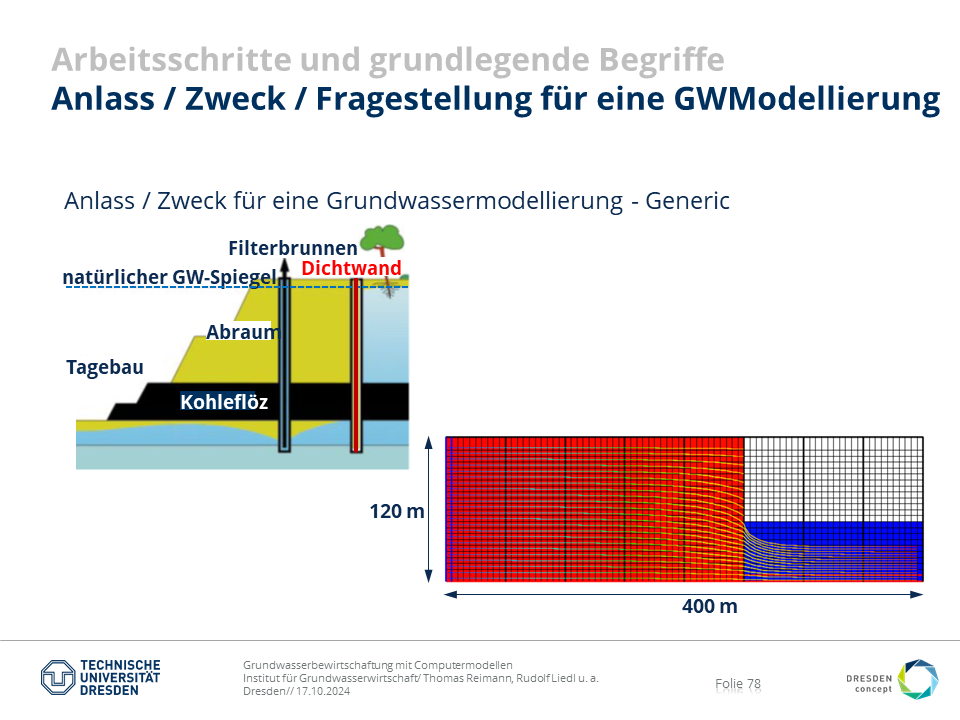 Arbeitsschritte und grundlegende Begriffe
Anlass / Zweck / Fragestellung für eine GWModellierung
Anlass / Zweck für eine Grundwassermodellierung - Generic
Filterbrunnen
Dichtwand
natürlicher GW-Spiegel
Abraum
Tagebau
Kohleflöz
120 m
400 m
TECHNISCHE
UNIVERSITÄT
DRESDEN
Grundwasserbewirtschaftung mit Computermodellen
Institut für Grundwasserwirtschaft/ Thomas Reimann, Rudolf Liedl u. a.
Dresden// 17.10.2024
Folie 78
DRESDEN
concept